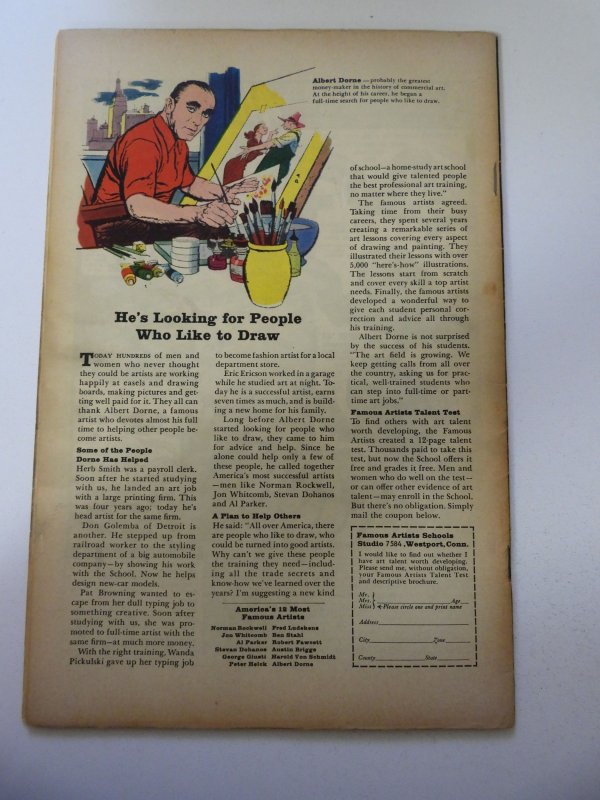 Albert Dorne — probably the greatest
money-maker in the history of commercial art.
At the height of his career, he began a
full-time search for people who like to draw.
He's Looking for People
Who Like to Draw
TODAY HUNDREDS of men and
women who never thought
they could be artists are working
happily at easels and drawing
boards, making pictures and get-
ting well paid for it. They all can
thank Albert Dorne, a famous
artist who devotes almost his full
time to helping other people be-
come artists.
Some of the People
Dorne Has Helped
Herb Smith was a payroll clerk.
Soon after he started studying
with us, he landed an art job
with a large printing firm. This
was four years ago; today he's
head artist for the same firm.
Don Golemba of Detroit is
another. He stepped up from
railroad worker to the styling
department of a big automobile
company—by showing his work
with the School. Now he helps
design new-car models.
Pat Browning wanted to es-
cape from her dull typing job to
something creative. Soon after
studying with us, she was pro-
moted to full-time artist with the
same firm—at much more money.
With the right training, Wanda
Pickulski gave up her typing job
to become fashion artist for a local
department store.
Eric Ericson worked in a garage
while he studied art at night. To-
day he is a successful artist, earns
seven times as much, and is build-
ing a new home for his family.
Long before Albert Dorne
started looking for people who
like to draw, they came to him
for advice and help. Since he
alone could help only a few of
these people, he called together
America's most successful artists
—men like Norman Rockwell,
Jon Whitcomb, Stevan Dohanos
and Al Parker.
A Plan to Help Others
He said: "All over America, there
are people who like to draw, who
could be turned into good artists.
Why can't we give these people
the training they need—includ-
ing all the trade secrets and
know-how we've learned over the
years? I'm suggesting a new kind
America's 12 Most
Famous Artists
Norman Rockwell Fred Ludekens
Jon Whitcomb Ben Stahl
Al Parker Robert Fawcett
Stevan Dohanos Austin Briggs
George Giusti Harold Von Schmidt
Peter Helck Albert Dorne
of school—a home-study art school
that would give talented people
the best professional art training,
no matter where they live."
The famous artists agreed.
Taking time from their busy
careers, they spent several years
creating a remarkable series of
art lessons covering every aspect
of drawing and painting. They
illustrated their lessons with over
5,000 "here's-how" illustrations.
The lessons start from scratch
and cover every skill a top artist
needs. Finally, the famous artists
developed a wonderful way to
give each student personal cor-
rection and advice all through
his training.
Albert Dorne is not surprised
by the success of his students.
"The art field is growing. We
keep getting calls from all over
the country, asking us for prac-
tical, well-trained students who
can step into full-time or part-
time art jobs."
Famous Artists Talent Test
To find others with art talent
worth developing, the Famous
Artists created a 12-page talent
test. Thousands paid to take this
test, but now the School offers it
free and grades it free. Men and
women who do well on the test—
or can offer other evidence of art
talent—may enroll in the School.
But there's no obligation. Simply
mail the coupon below.
Famous Artists Schools
Studio 7584, Westport, Conn.
I would like to find out whether I
have art talent worth developing.
Please send me, without obligation,
your Famous Artists Talent Test
and descriptive brochure.
Mr.
Mrs. Age
Miss Please circle one and print name
Address
City Zone
County State